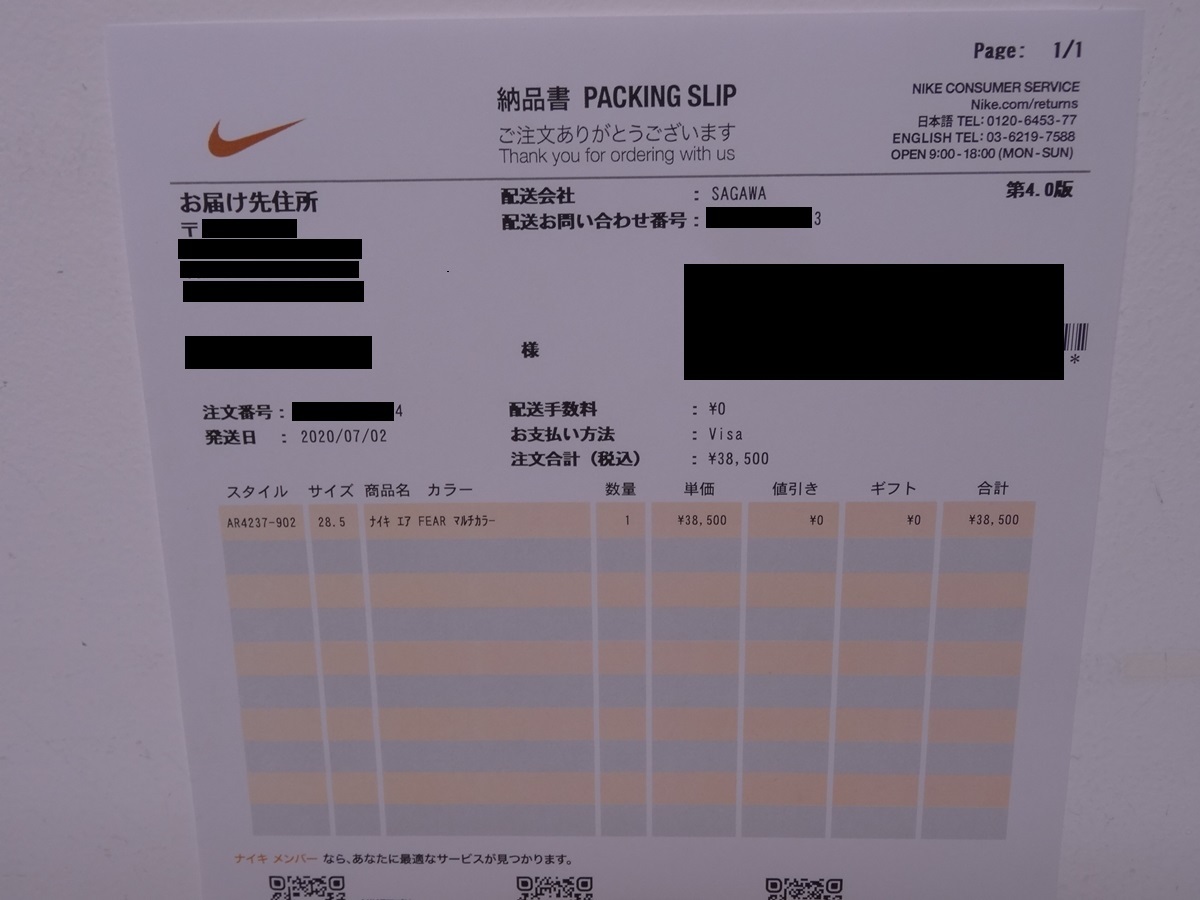 Page: 1/1
納品書 PACKING SLIP
ご注文ありがとうございます
Thank you for ordering with us
NIKE CONSUMER SERVICE
Nike.com/returns
日本語 TEL:0120-6453-77
ENGLISH TEL:03-6219-7588
OPEN 9:00-18:00 (MON-SUN)
お届け先住所
〒
配送会社 : SAGAWA
配送お問い合わせ番号 : 3
第4.0版
様
*
注文番号 : 4
発送日 : 2020/07/02
配送手数料 : ¥0
お支払い方法 : Visa
注文合計（税込） : ¥38,500
スタイル サイズ 商品名 カラー 数量 単価 値引き ギフト 合計
AR4237-902 28.5 ﾅｲｷ ｴｱ FEAR ﾏﾙﾁｶﾗｰ 1 ¥38,500 ¥0 ¥0 ¥38,500
ナイキ メンバー なら、あなたに最適なサービスが見つかります。